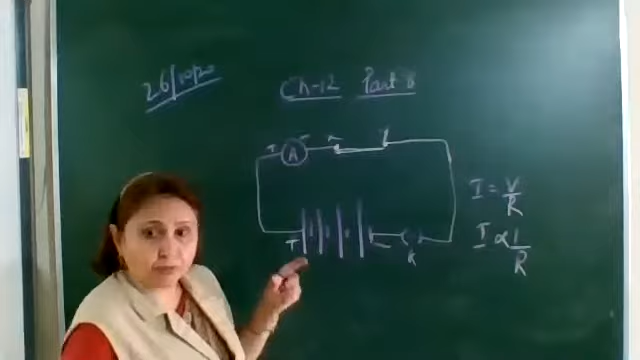 26/10/20
Ch-12 Part 8
+ A - X Y
I = V/R
I ∝ 1/R
+ - K